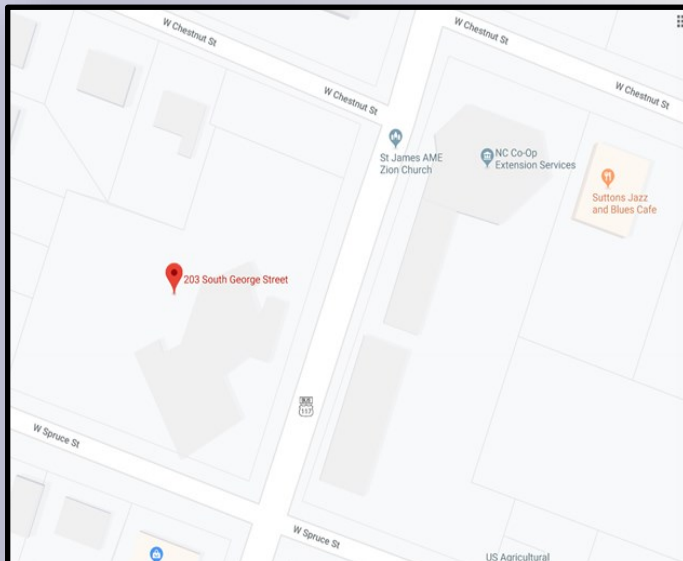 W Chestnut St
W Chestnut St
W Chestnut St
W Chestnut St
St James AME
Zion Church
NC Co-Op
Extension Services
Suttons Jazz
and Blues Cafe
203 South George Street
BUS
117
W Spruce St
W Spruce St
US Agricultural